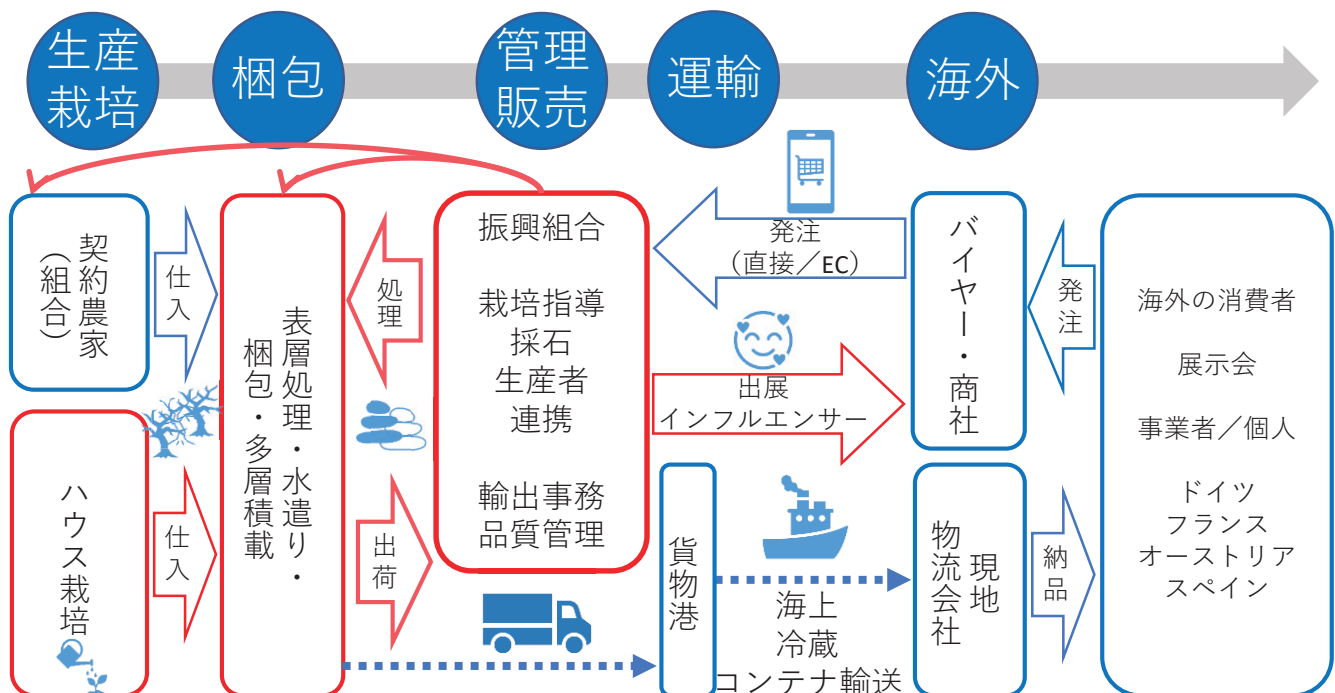 生産
栽培
梱包
管理
販売
運輸
海外
契約農家
（組合）
仕入
ハウス栽培
仕入
表層処理・水遣り・
梱包・多層積載
処理
出荷
振興組合
栽培指導
採石
生産者
連携
輸出事務
品質管理
発注
（直接／EC）
出展
インフルエンサー
貨物港
海上
冷蔵
コンテナ輸送
バイヤー・商社
現地
物流会社
発注
納品
海外の消費者
展示会
事業者／個人
ドイツ
フランス
オーストリア
スペイン